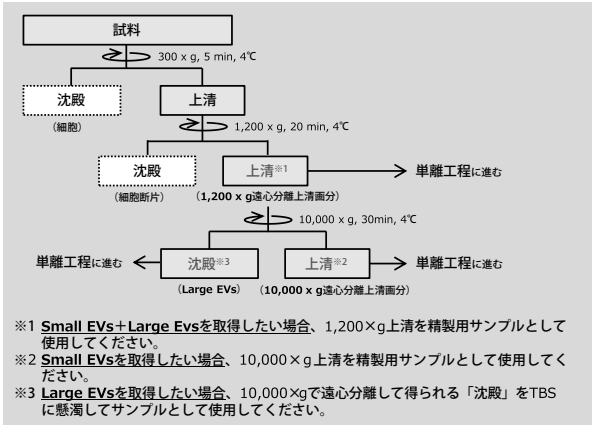 試料
300 x g, 5 min, 4℃
沈殿
上清
(細胞)
1,200 x g, 20 min, 4℃
沈殿
上清※1
単離工程に進む
(細胞断片)
(1,200 x g遠心分離上清画分)
10,000 x g, 30min, 4℃
単離工程に進む
沈殿※3
上清※2
単離工程に進む
(Large EVs)
(10,000 x g遠心分離上清画分)
※1 Small EVs＋Large Evsを取得したい場合、1,200×g上清を精製用サンプルとして
使用してください。
※2 Small EVsを取得したい場合、10,000×g上清を精製用サンプルとして使用してく
ださい。
※3 Large EVsを取得したい場合、10,000×gで遠心分離して得られる「沈殿」をTBS
に懸濁してサンプルとして使用してください。